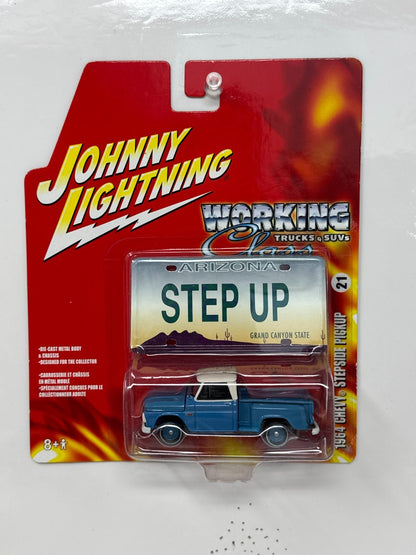 JOHNNY
LIGHTNING
WORKING
Class
TRUCKS & SUVs
ARIZONA
STEP UP
GRAND CANYON STATE
21
1964 CHEVY STEPSIDE PICKUP
•DIE-CAST METAL BODY
& CHASSIS
•DESIGNED FOR THE COLLECTOR
•CARROSSERIE ET CHÂSSIS
EN MÉTAL MOULÉ
•SPÉCIALEMENT CONÇUES POUR LE
COLLECTIONNEUR ADULTE
8+